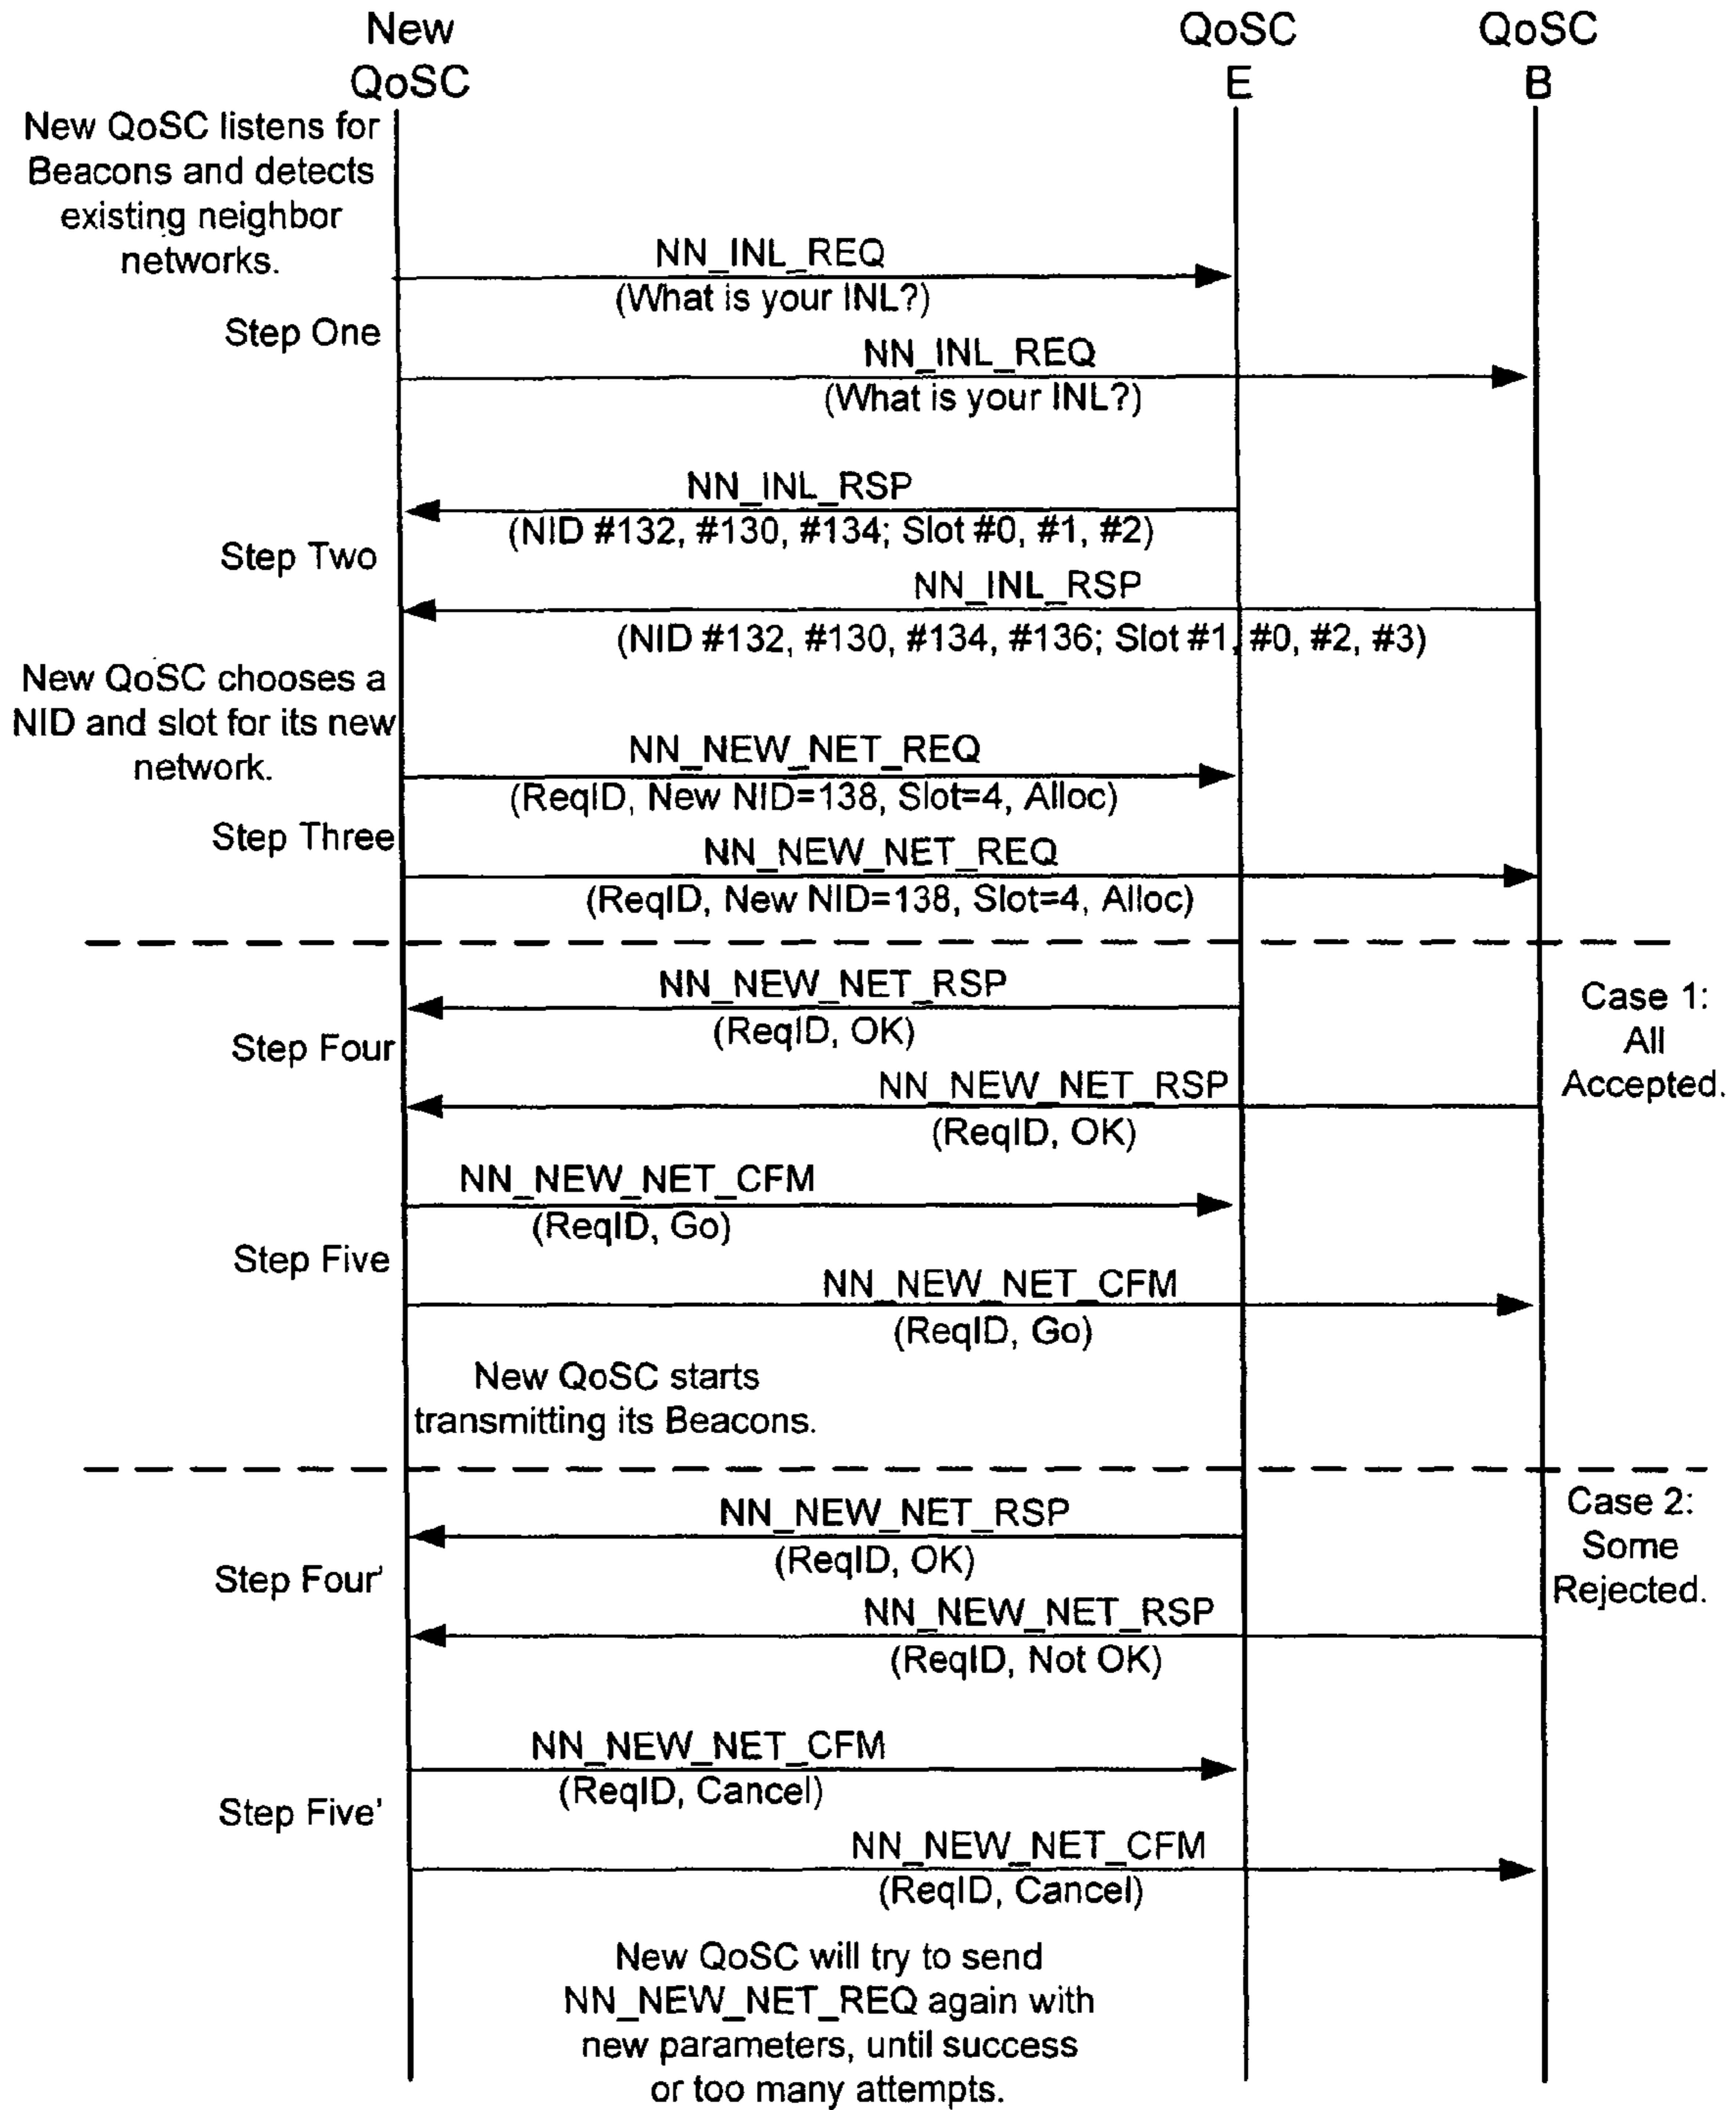 New
QoSC
QoSC
E
QoSC
B
New QoSC listens for
Beacons and detects
existing neighbor
networks.
NN_INL_REQ
(What is your INL?)
Step One
NN_INL_REQ
(What is your INL?)
NN_INL_RSP
(NID #132, #130, #134; Slot #0, #1, #2)
Step Two
NN_INL_RSP
(NID #132, #130, #134, #136; Slot #1, #0, #2, #3)
New QoSC chooses a
NID and slot for its new
network.
NN_NEW_NET_REQ
(ReqID, New NID=138, Slot=4, Alloc)
Step Three
NN_NEW_NET_REQ
(ReqID, New NID=138, Slot=4, Alloc)
NN_NEW_NET_RSP
(ReqID, OK)
Case 1:
All
Accepted.
Step Four
NN_NEW_NET_RSP
(ReqID, OK)
NN_NEW_NET_CFM
(ReqID, Go)
Step Five
NN_NEW_NET_CFM
(ReqID, Go)
New QoSC starts
transmitting its Beacons.
NN_NEW_NET_RSP
(ReqID, OK)
Case 2:
Some
Rejected.
Step Four'
NN_NEW_NET_RSP
(ReqID, Not OK)
NN_NEW_NET_CFM
(ReqID, Cancel)
Step Five'
NN_NEW_NET_CFM
(ReqID, Cancel)
New QoSC will try to send
NN_NEW_NET_REQ again with
new parameters, until success
or too many attempts.